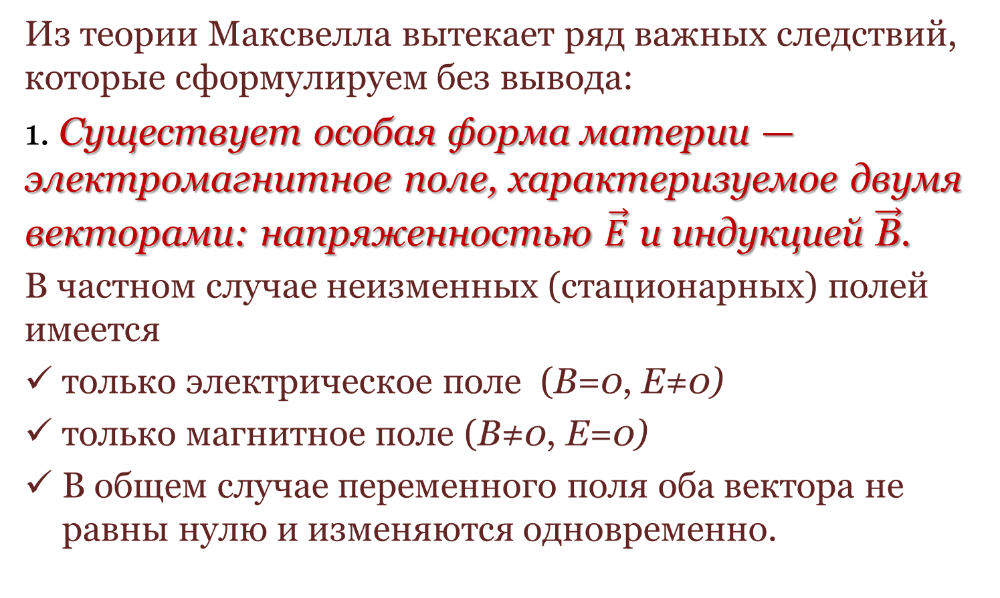 Из теории Максвелла вытекает ряд важных следствий,
которые сформулируем без вывода:
1. Существует особая форма материи —
электромагнитное поле, характеризуемое двумя
векторами: напряженностью E⃗ и индукцией B⃗.
В частном случае неизменных (стационарных) полей
имеется
✓ только электрическое поле (B=0, E≠0)
✓ только магнитное поле (B≠0, E=0)
✓ В общем случае переменного поля оба вектора не
равны нулю и изменяются одновременно.